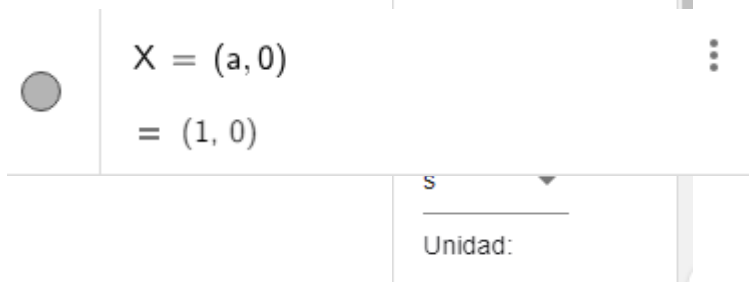 X = (a, 0)
= (1, 0)
s
Unidad: